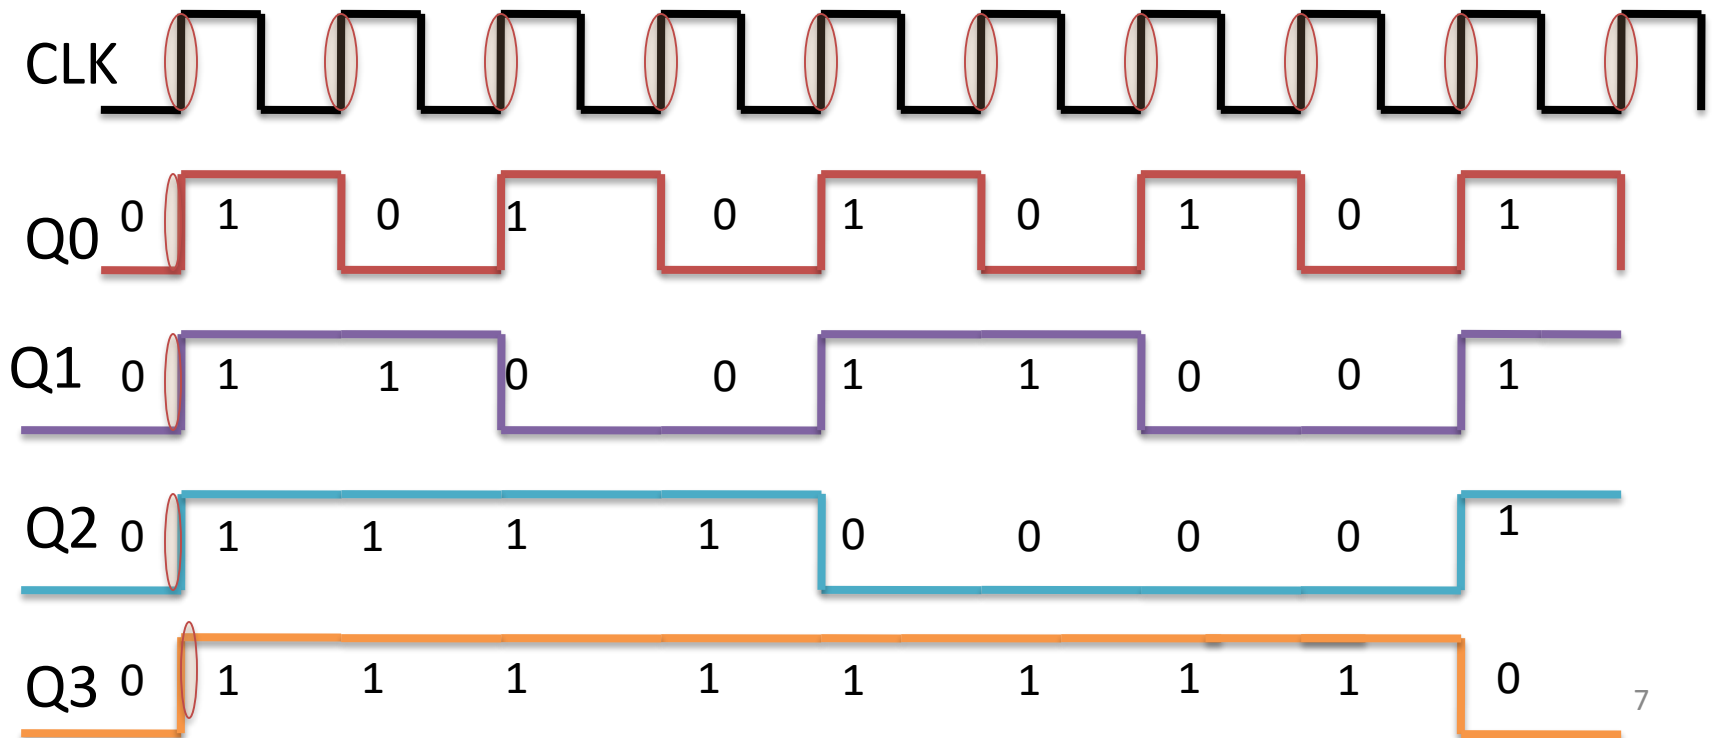 CLK
Q0 0 1 0 1 0 1 0 1 0 1
Q1 0 1 1 0 0 1 1 0 0 1
Q2 0 1 1 1 1 0 0 0 0 1
Q3 0 1 1 1 1 1 1 1 1 0
7